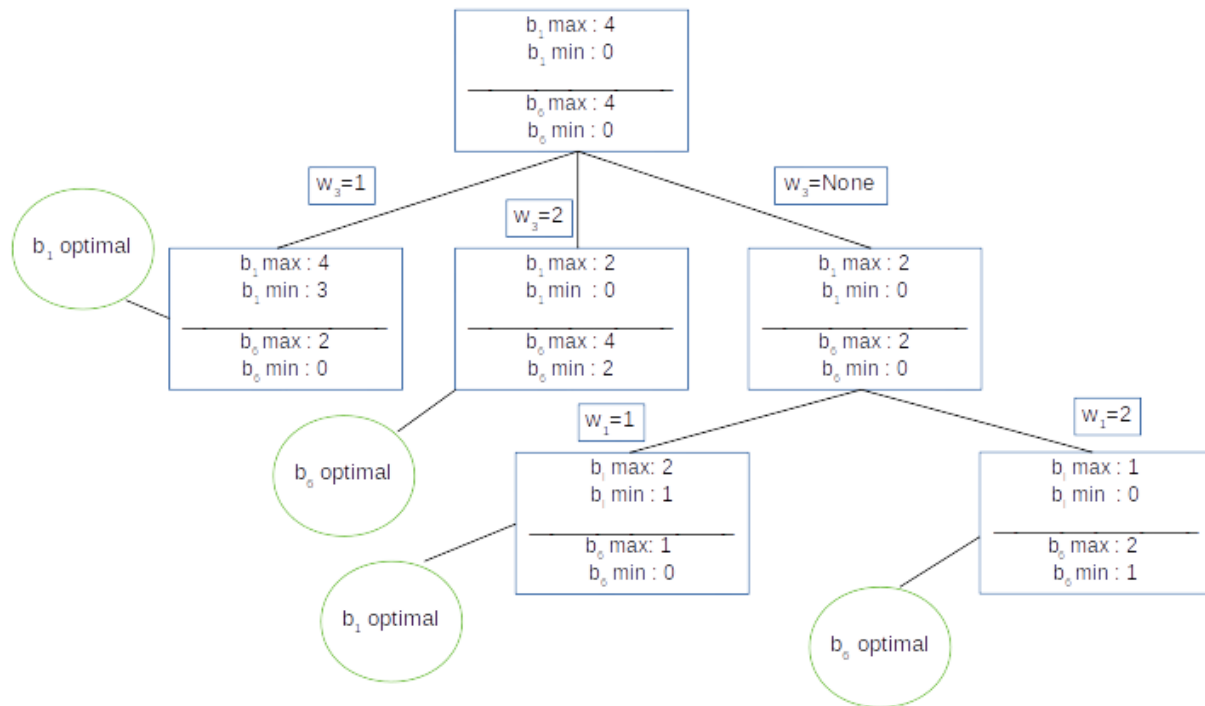 b₁ max : 4
b₁ min : 0
b₆ max : 4
b₆ min : 0
w₃=1
w₃=2
w₃=None
b₁ optimal
b₁ max : 4
b₁ min : 3
b₆ max : 2
b₆ min : 0
b₁ max : 2
b₁ min : 0
b₆ max : 4
b₆ min : 2
b₁ max : 2
b₁ min : 0
b₆ max : 2
b₆ min : 0
w₁=1
w₁=2
b₆ optimal
bₗ max: 2
bₗ min : 1
b₆ max: 1
b₆ min : 0
bₗ max : 1
bₗ min : 0
b₆ max : 2
b₆ min : 1
b₁ optimal
b₆ optimal